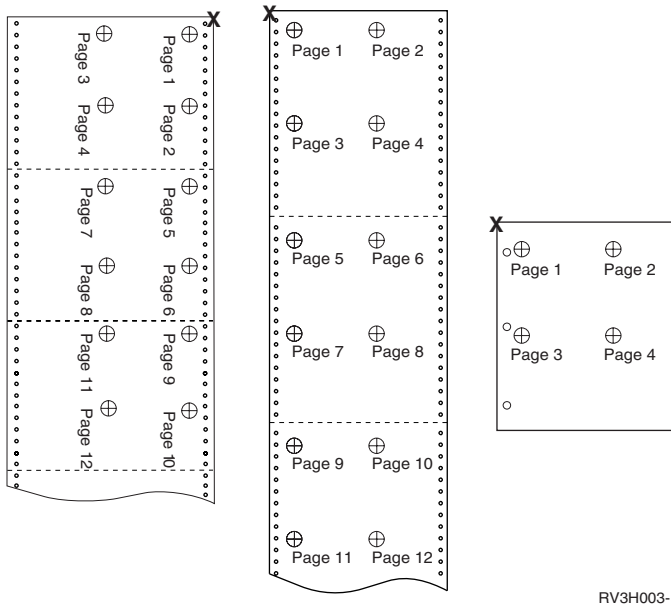 X
Page 1
Page 3
Page 2
Page 4
Page 5
Page 7
Page 6
Page 8
Page 9
Page 11
Page 10
Page 12
X
Page 1 Page 2
Page 3 Page 4
Page 5 Page 6
Page 7 Page 8
Page 9 Page 10
Page 11 Page 12
X
Page 1 Page 2
Page 3 Page 4
RV3H003-